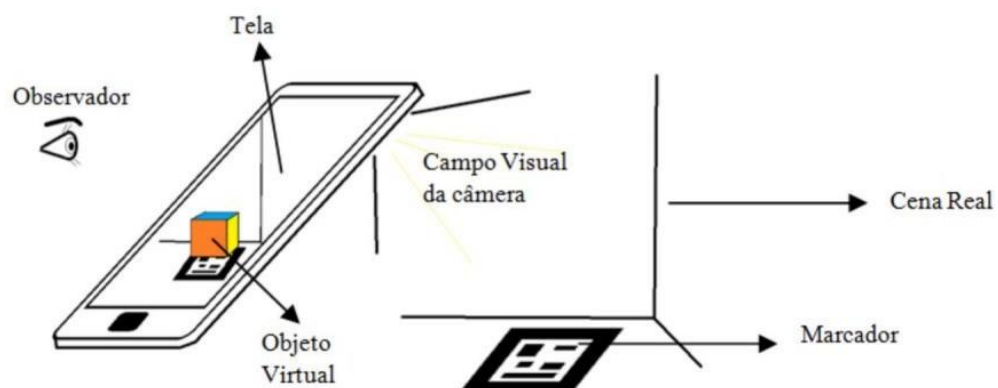 Tela
Observador
Campo Visual
da câmera
Cena Real
Objeto
Virtual
Marcador